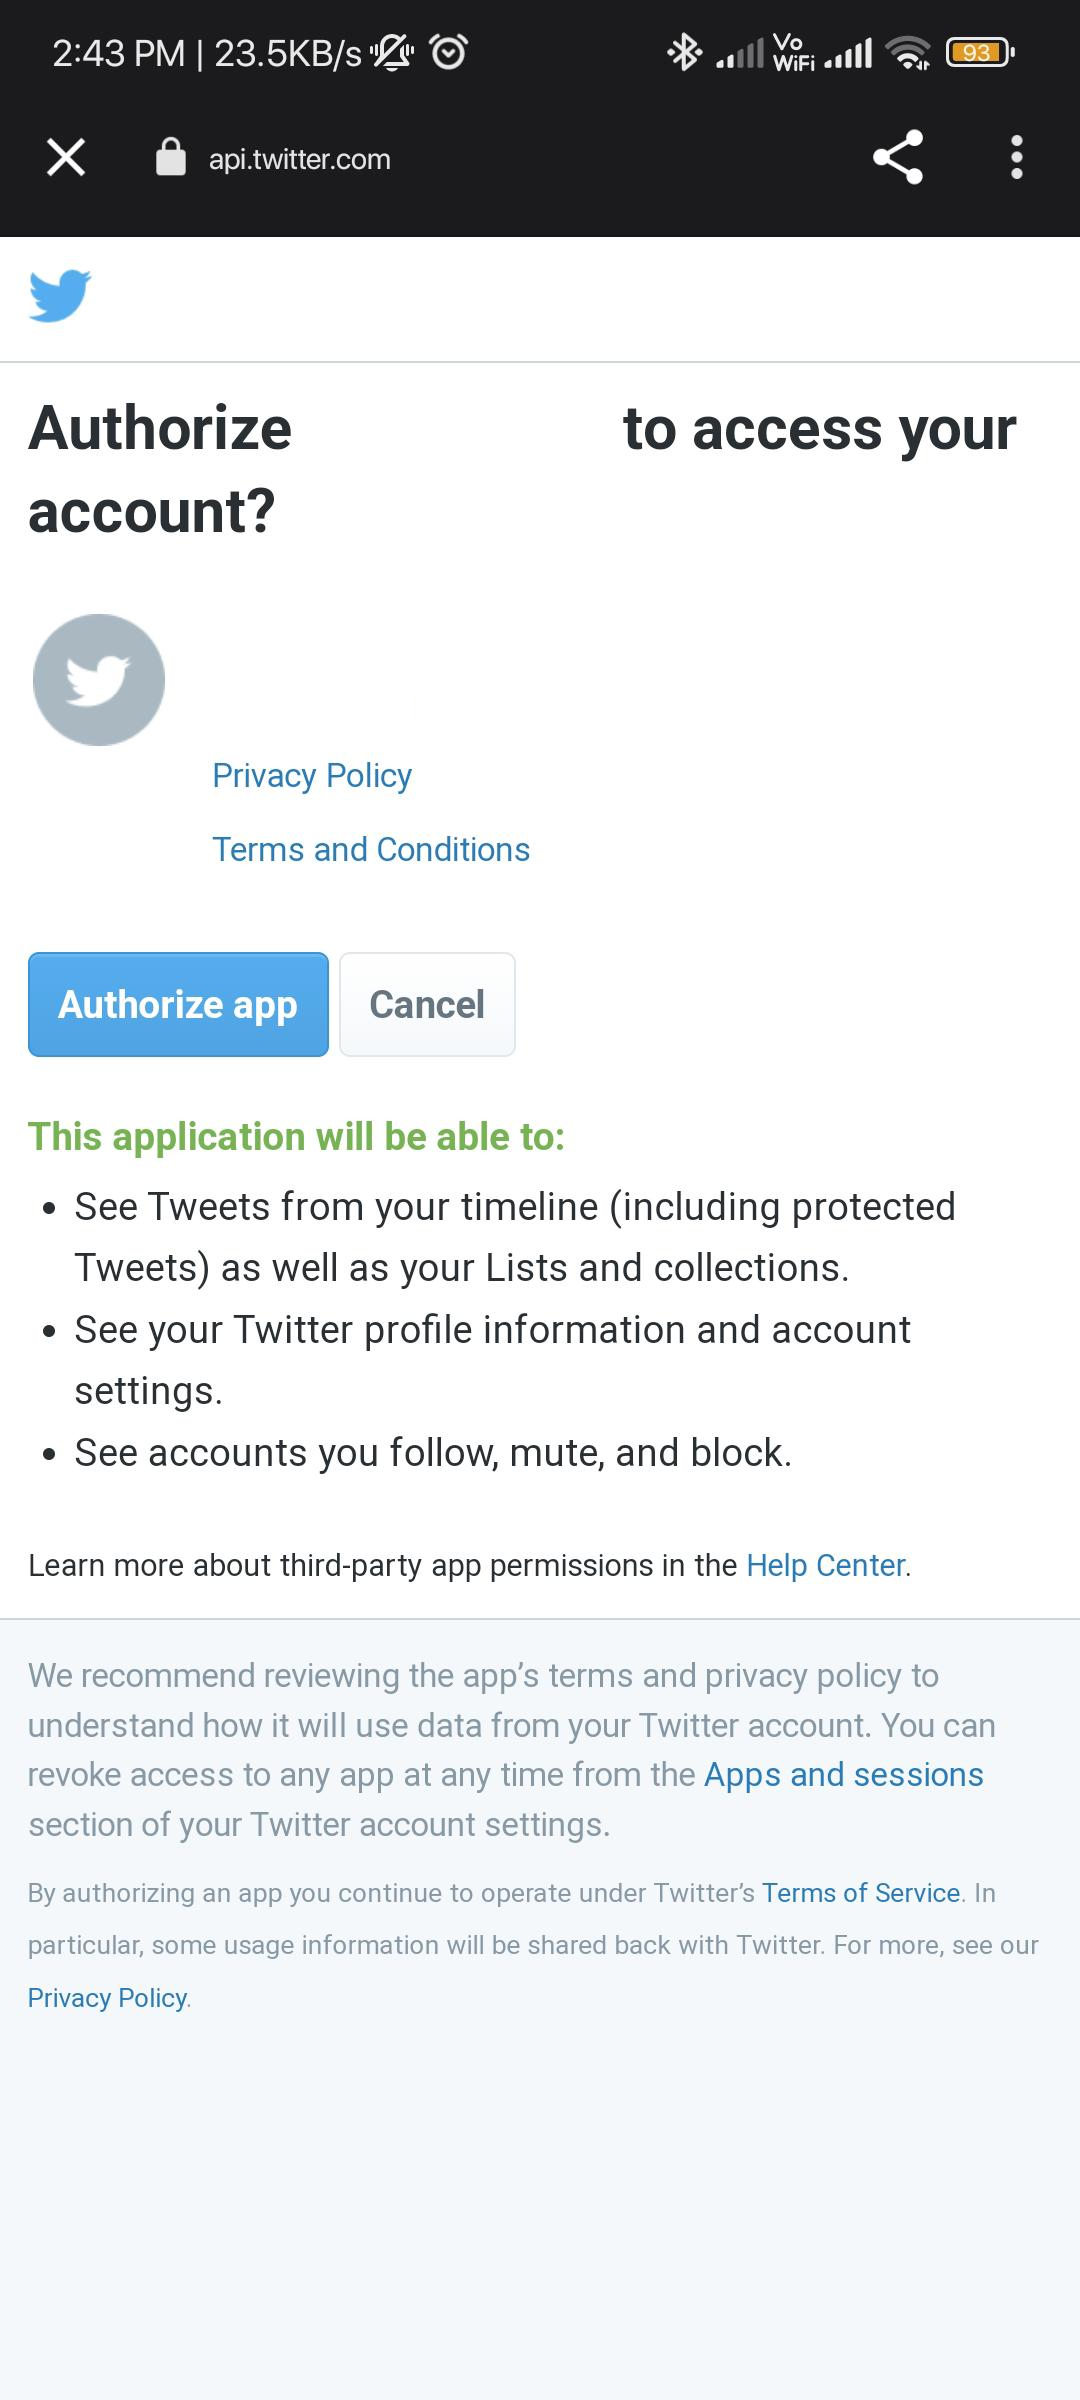 2:43 PM | 23.5KB/s Vo WiFi 93
api.twitter.com
Authorize to access your
account?
Privacy Policy
Terms and Conditions
Authorize app Cancel
This application will be able to:
• See Tweets from your timeline (including protected
Tweets) as well as your Lists and collections.
• See your Twitter profile information and account
settings.
• See accounts you follow, mute, and block.
Learn more about third-party app permissions in the Help Center.
We recommend reviewing the app’s terms and privacy policy to
understand how it will use data from your Twitter account. You can
revoke access to any app at any time from the Apps and sessions
section of your Twitter account settings.
By authorizing an app you continue to operate under Twitter’s Terms of Service. In
particular, some usage information will be shared back with Twitter. For more, see our
Privacy Policy.